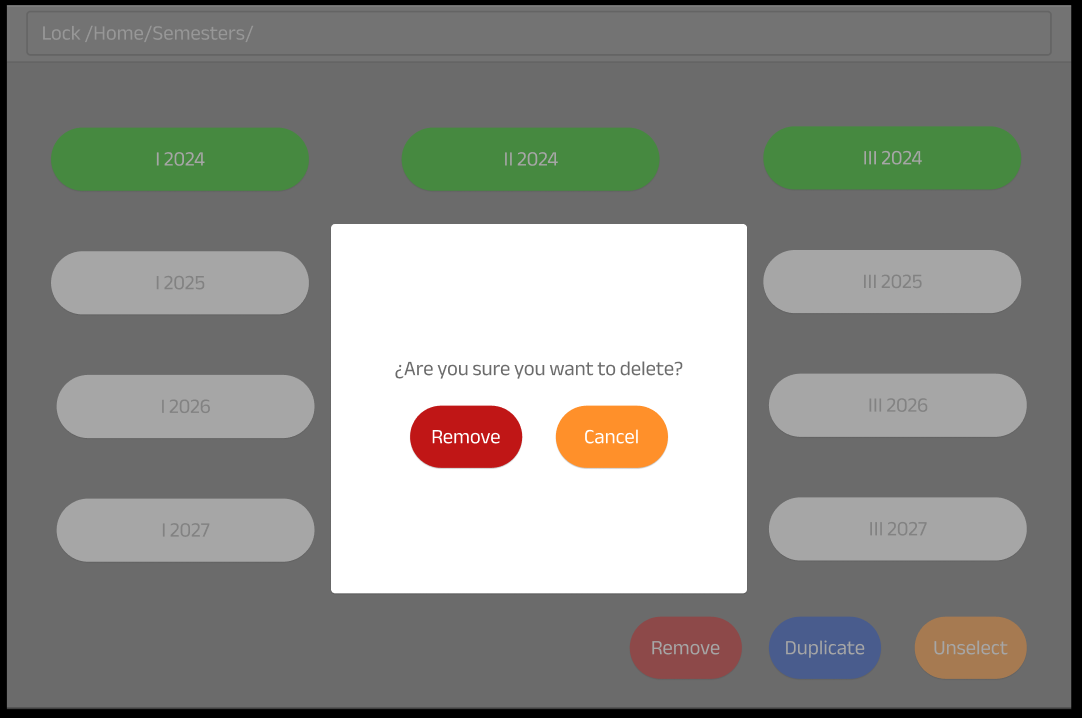 Lock /Home/Semesters/
I 2024
II 2024
III 2024
I 2025
III 2025
I 2026
III 2026
I 2027
III 2027
¿Are you sure you want to delete?
Remove
Cancel
Remove
Duplicate
Unselect